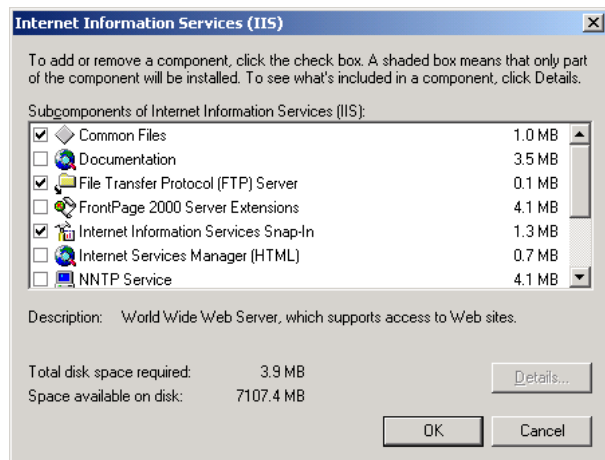 Internet Information Services (IIS)
To add or remove a component, click the check box. A shaded box means that only part
of the component will be installed. To see what's included in a component, click Details.
Subcomponents of Internet Information Services (IIS):
Common Files 1.0 MB
Documentation 3.5 MB
File Transfer Protocol (FTP) Server 0.1 MB
FrontPage 2000 Server Extensions 4.1 MB
Internet Information Services Snap-In 1.3 MB
Internet Services Manager (HTML) 0.7 MB
NNTP Service 4.1 MB
Description: World Wide Web Server, which supports access to Web sites.
Total disk space required: 3.9 MB
Details...
Space available on disk: 7107.4 MB
OK Cancel